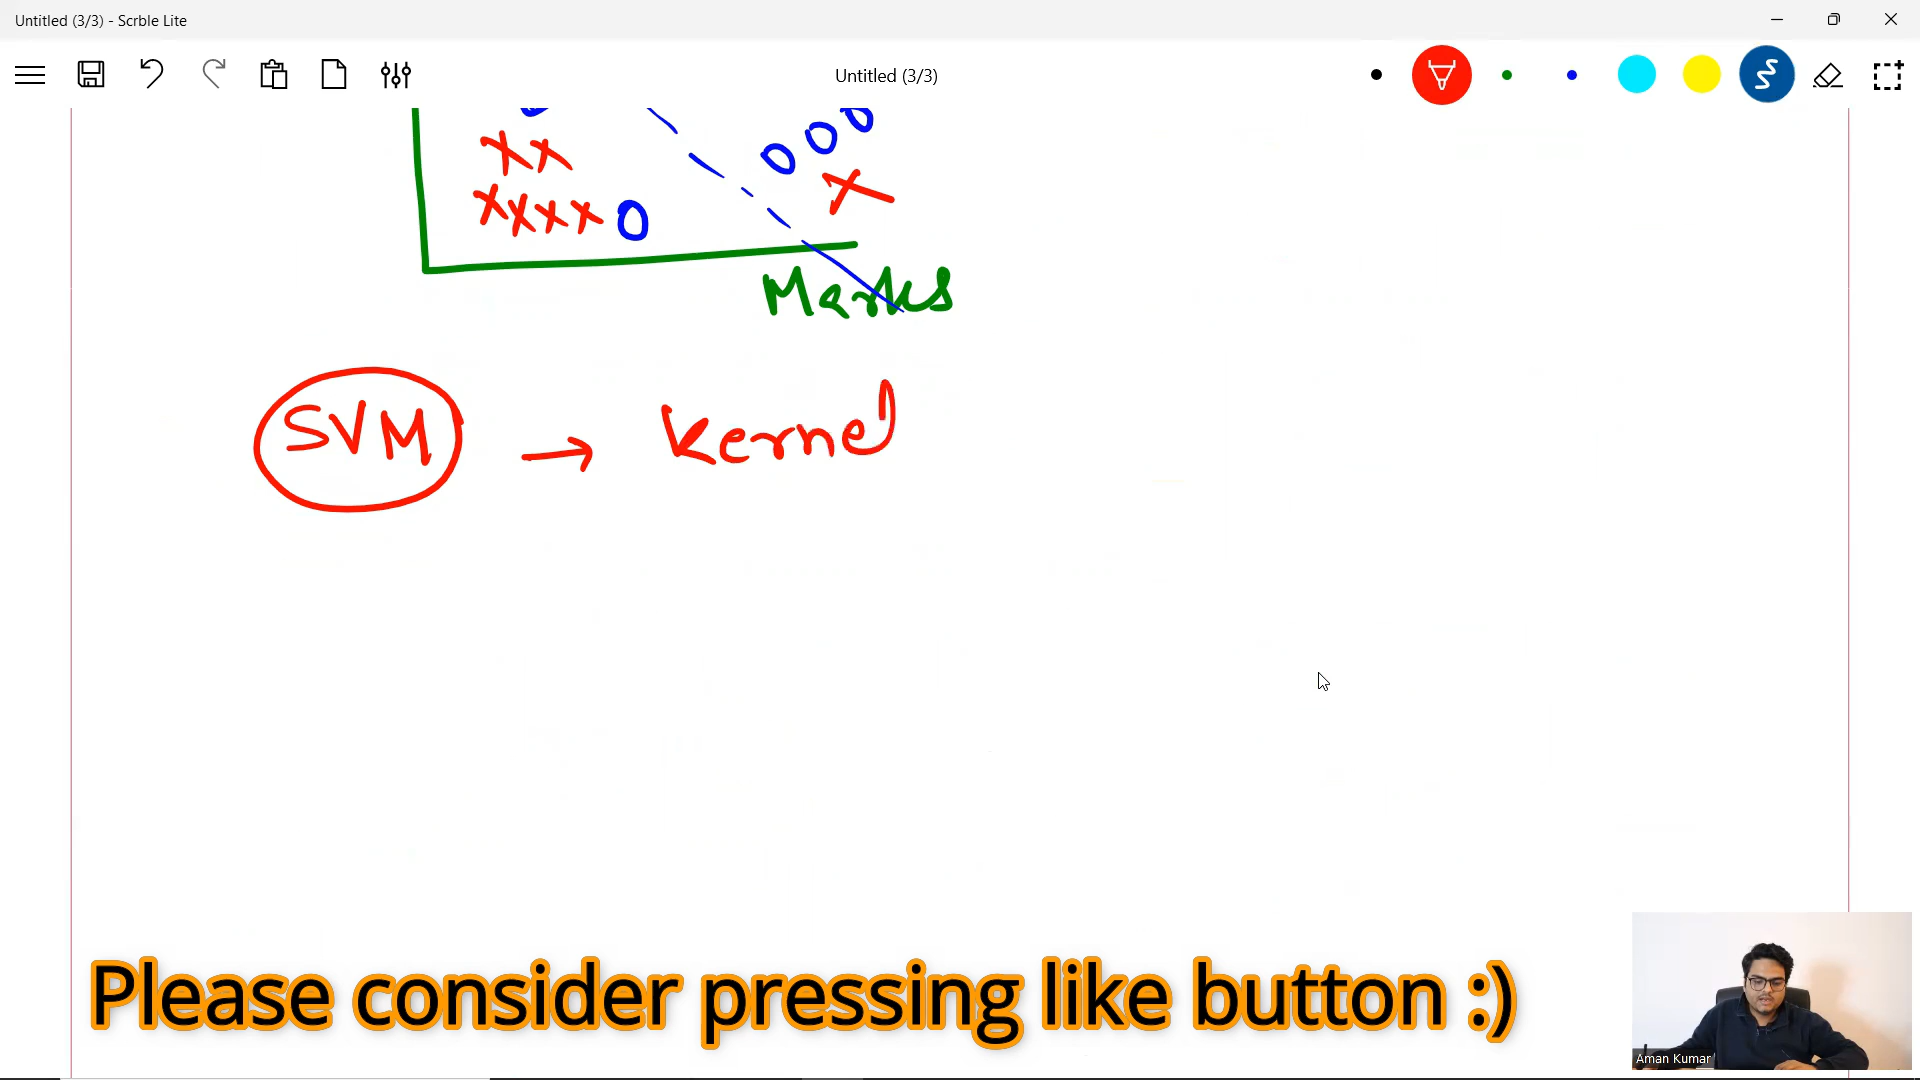 Untitled (3/3) - Scrble Lite
Untitled (3/3)
Marks
SVM → Kernel
Please consider pressing like button :)
Aman Kumar